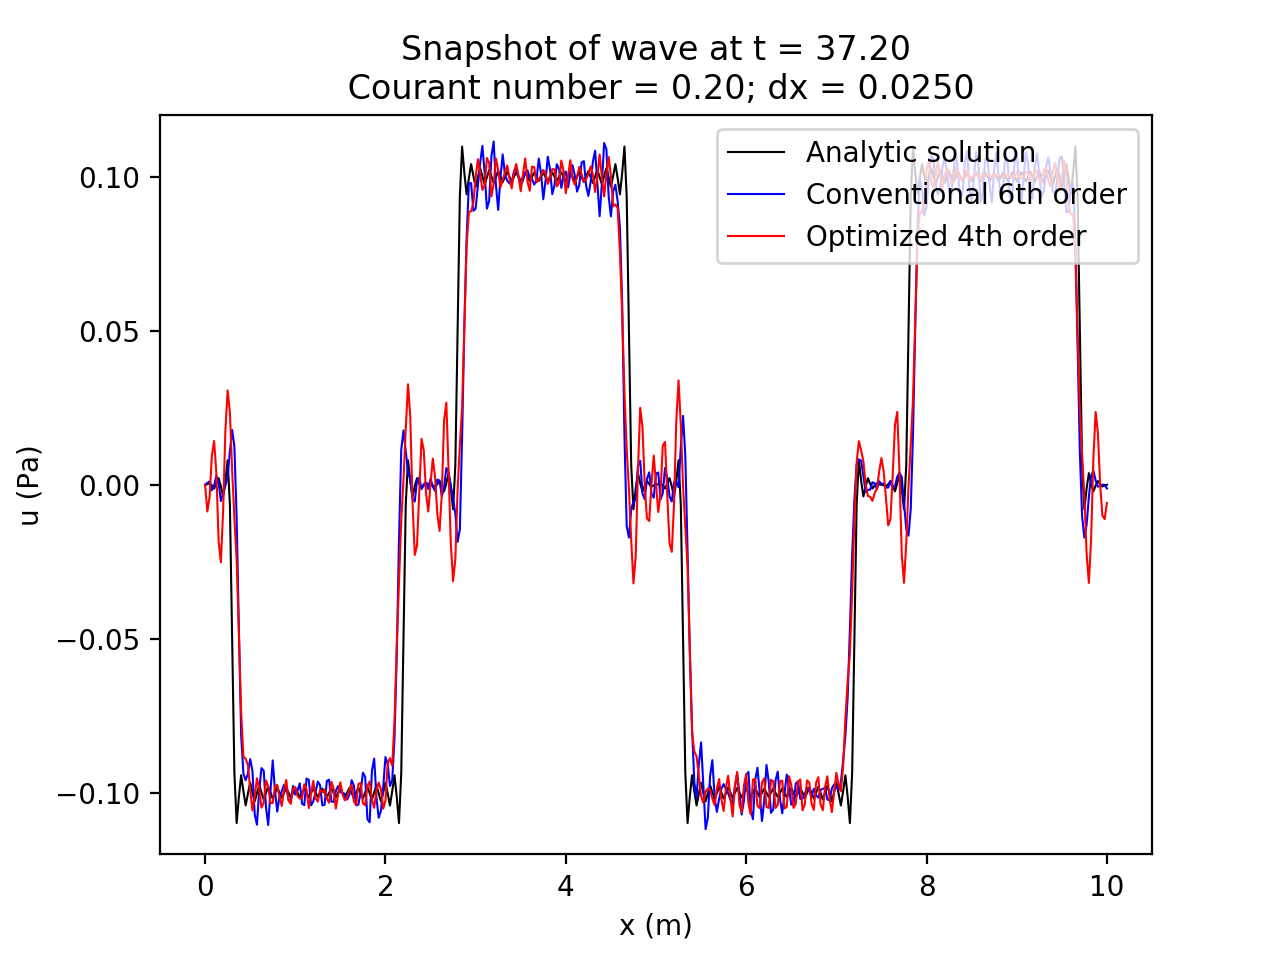 Snapshot of wave at t = 37.20
Courant number = 0.20; dx = 0.0250
Analytic solution
Conventional 6th order
Optimized 4th order
0.10
0.05
0.00
−0.05
−0.10
u (Pa)
0 2 4 6 8 10
x (m)